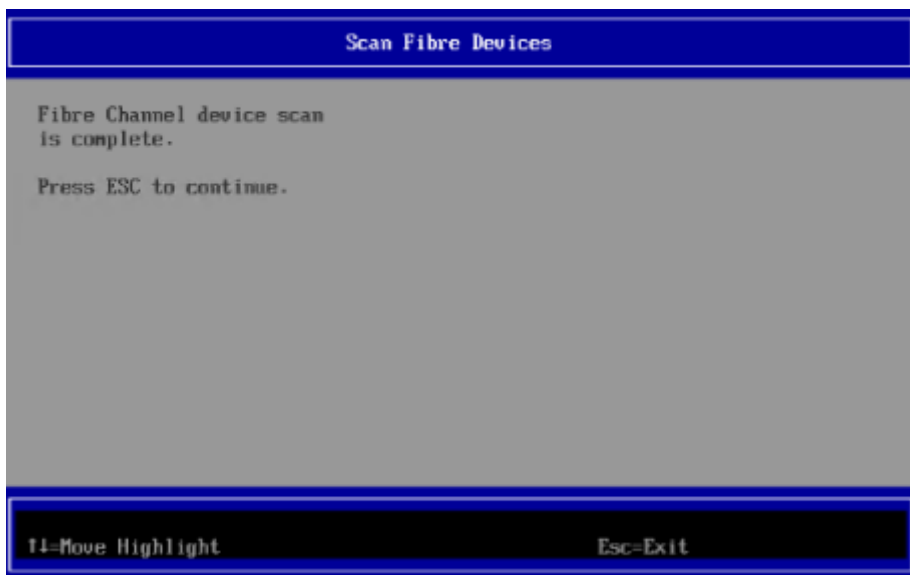 Scan Fibre Devices
Fibre Channel device scan
is complete.
Press ESC to continue.
↑↓=Move Highlight Esc=Exit